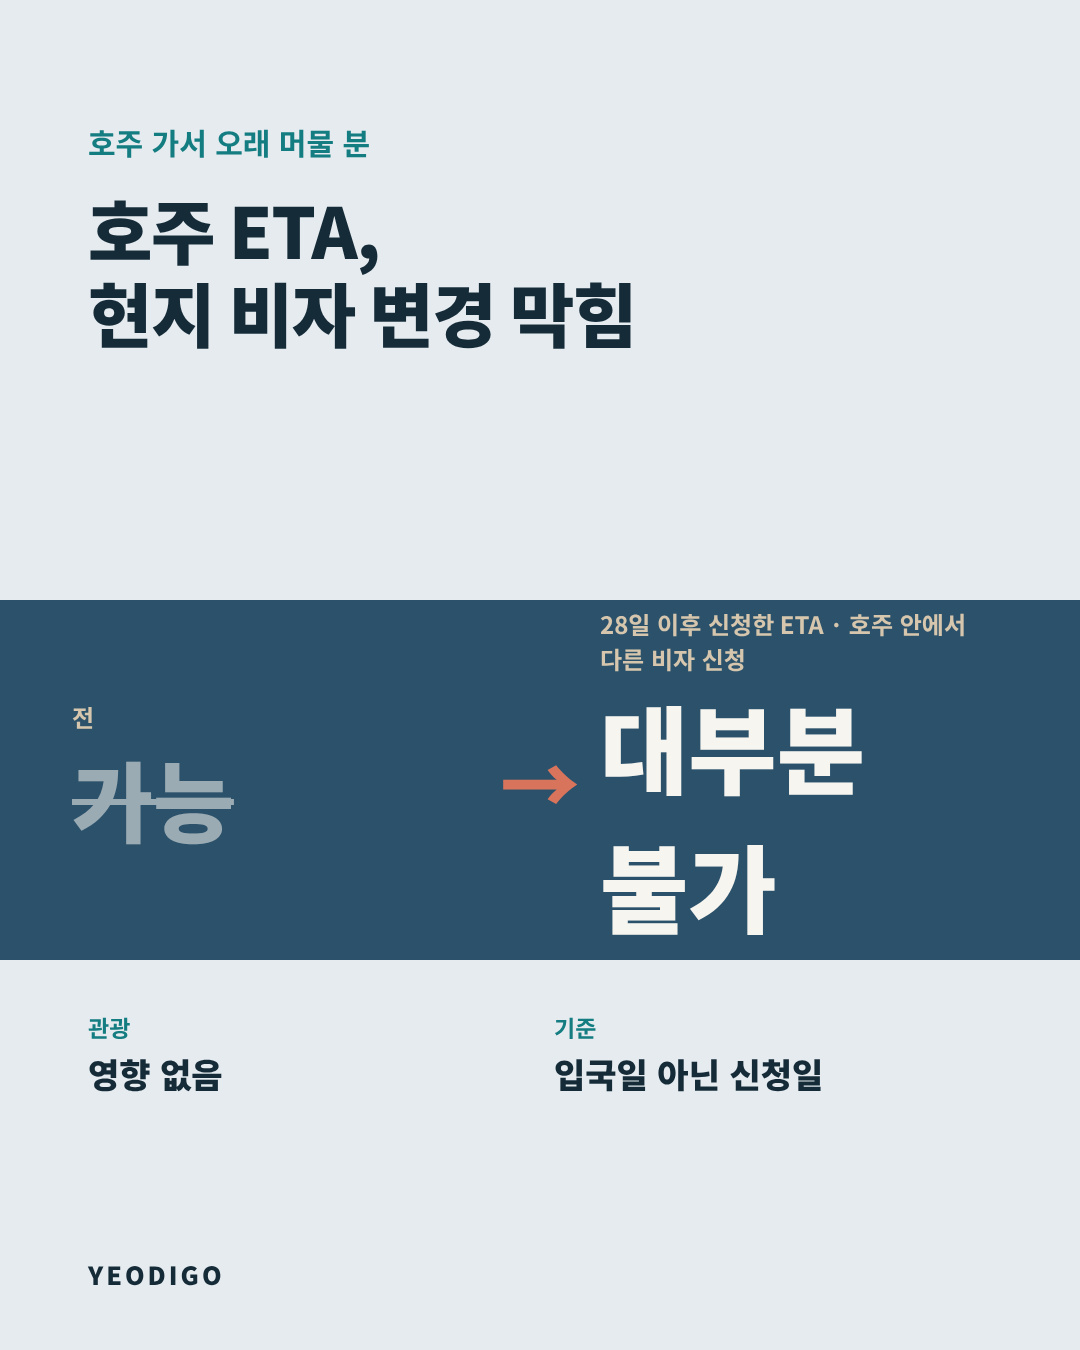 호주 가서 오래 머물 분
호주 ETA,
현지 비자 변경 막힘
전
가능
28일 이후 신청한 ETA · 호주 안에서
다른 비자 신청
대부분
불가
관광
영향 없음
기준
입국일 아닌 신청일
YEODIGO